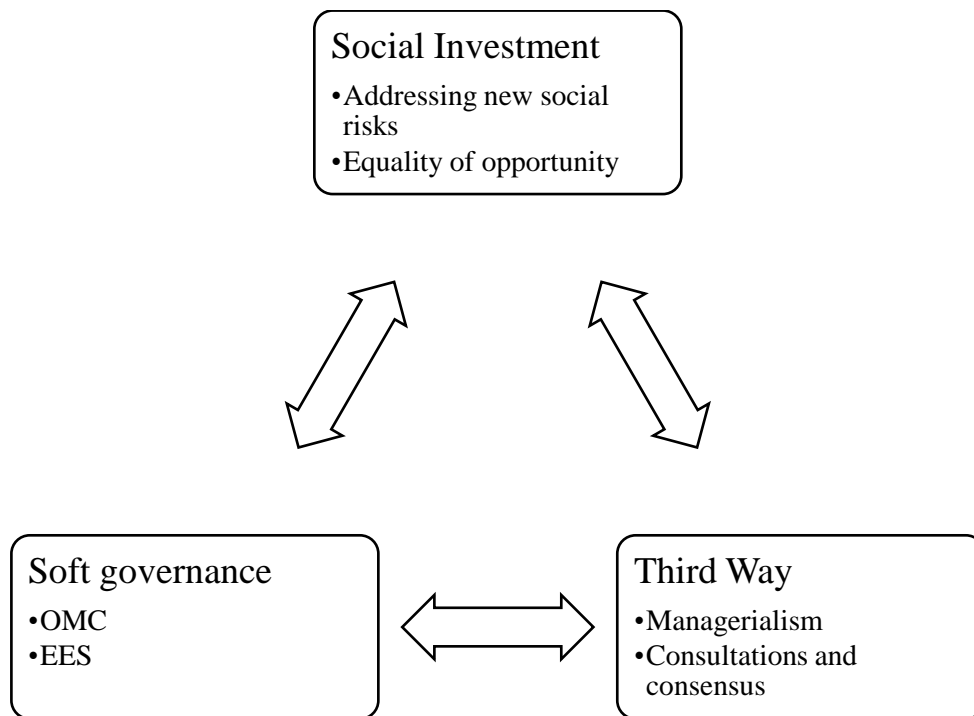 Social Investment
•Addressing new social
risks
•Equality of opportunity
Soft governance
•OMC
•EES
Third Way
•Managerialism
•Consultations and
consensus